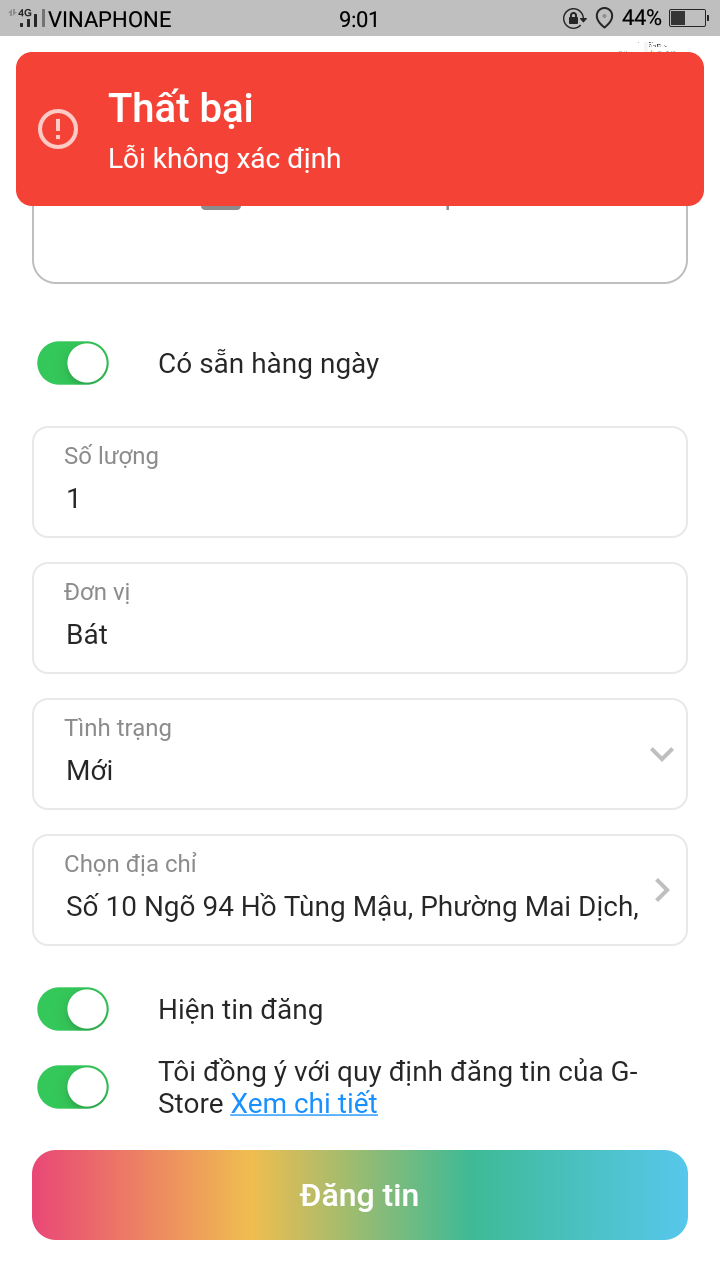 4G VINAPHONE 9:01 44%
Thất bại
Lỗi không xác định
Có sẵn hàng ngày
Số lượng
1
Đơn vị
Bát
Tình trạng
Mới
Chọn địa chỉ
Số 10 Ngõ 94 Hồ Tùng Mậu, Phường Mai Dịch,
Hiện tin đăng
Tôi đồng ý với quy định đăng tin của G-
Store Xem chi tiết
Đăng tin